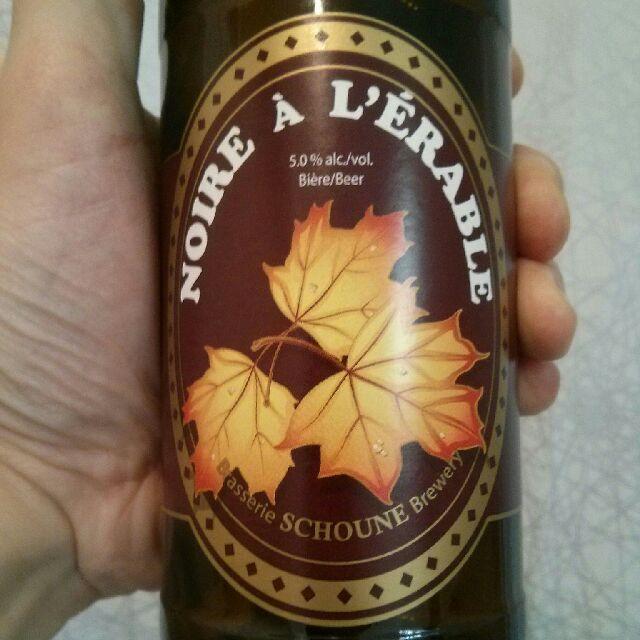 NOIRE À L'ÉRABLE
5.0 % alc./vol.
Bière/Beer
Brasserie SCHOUNE Brewery